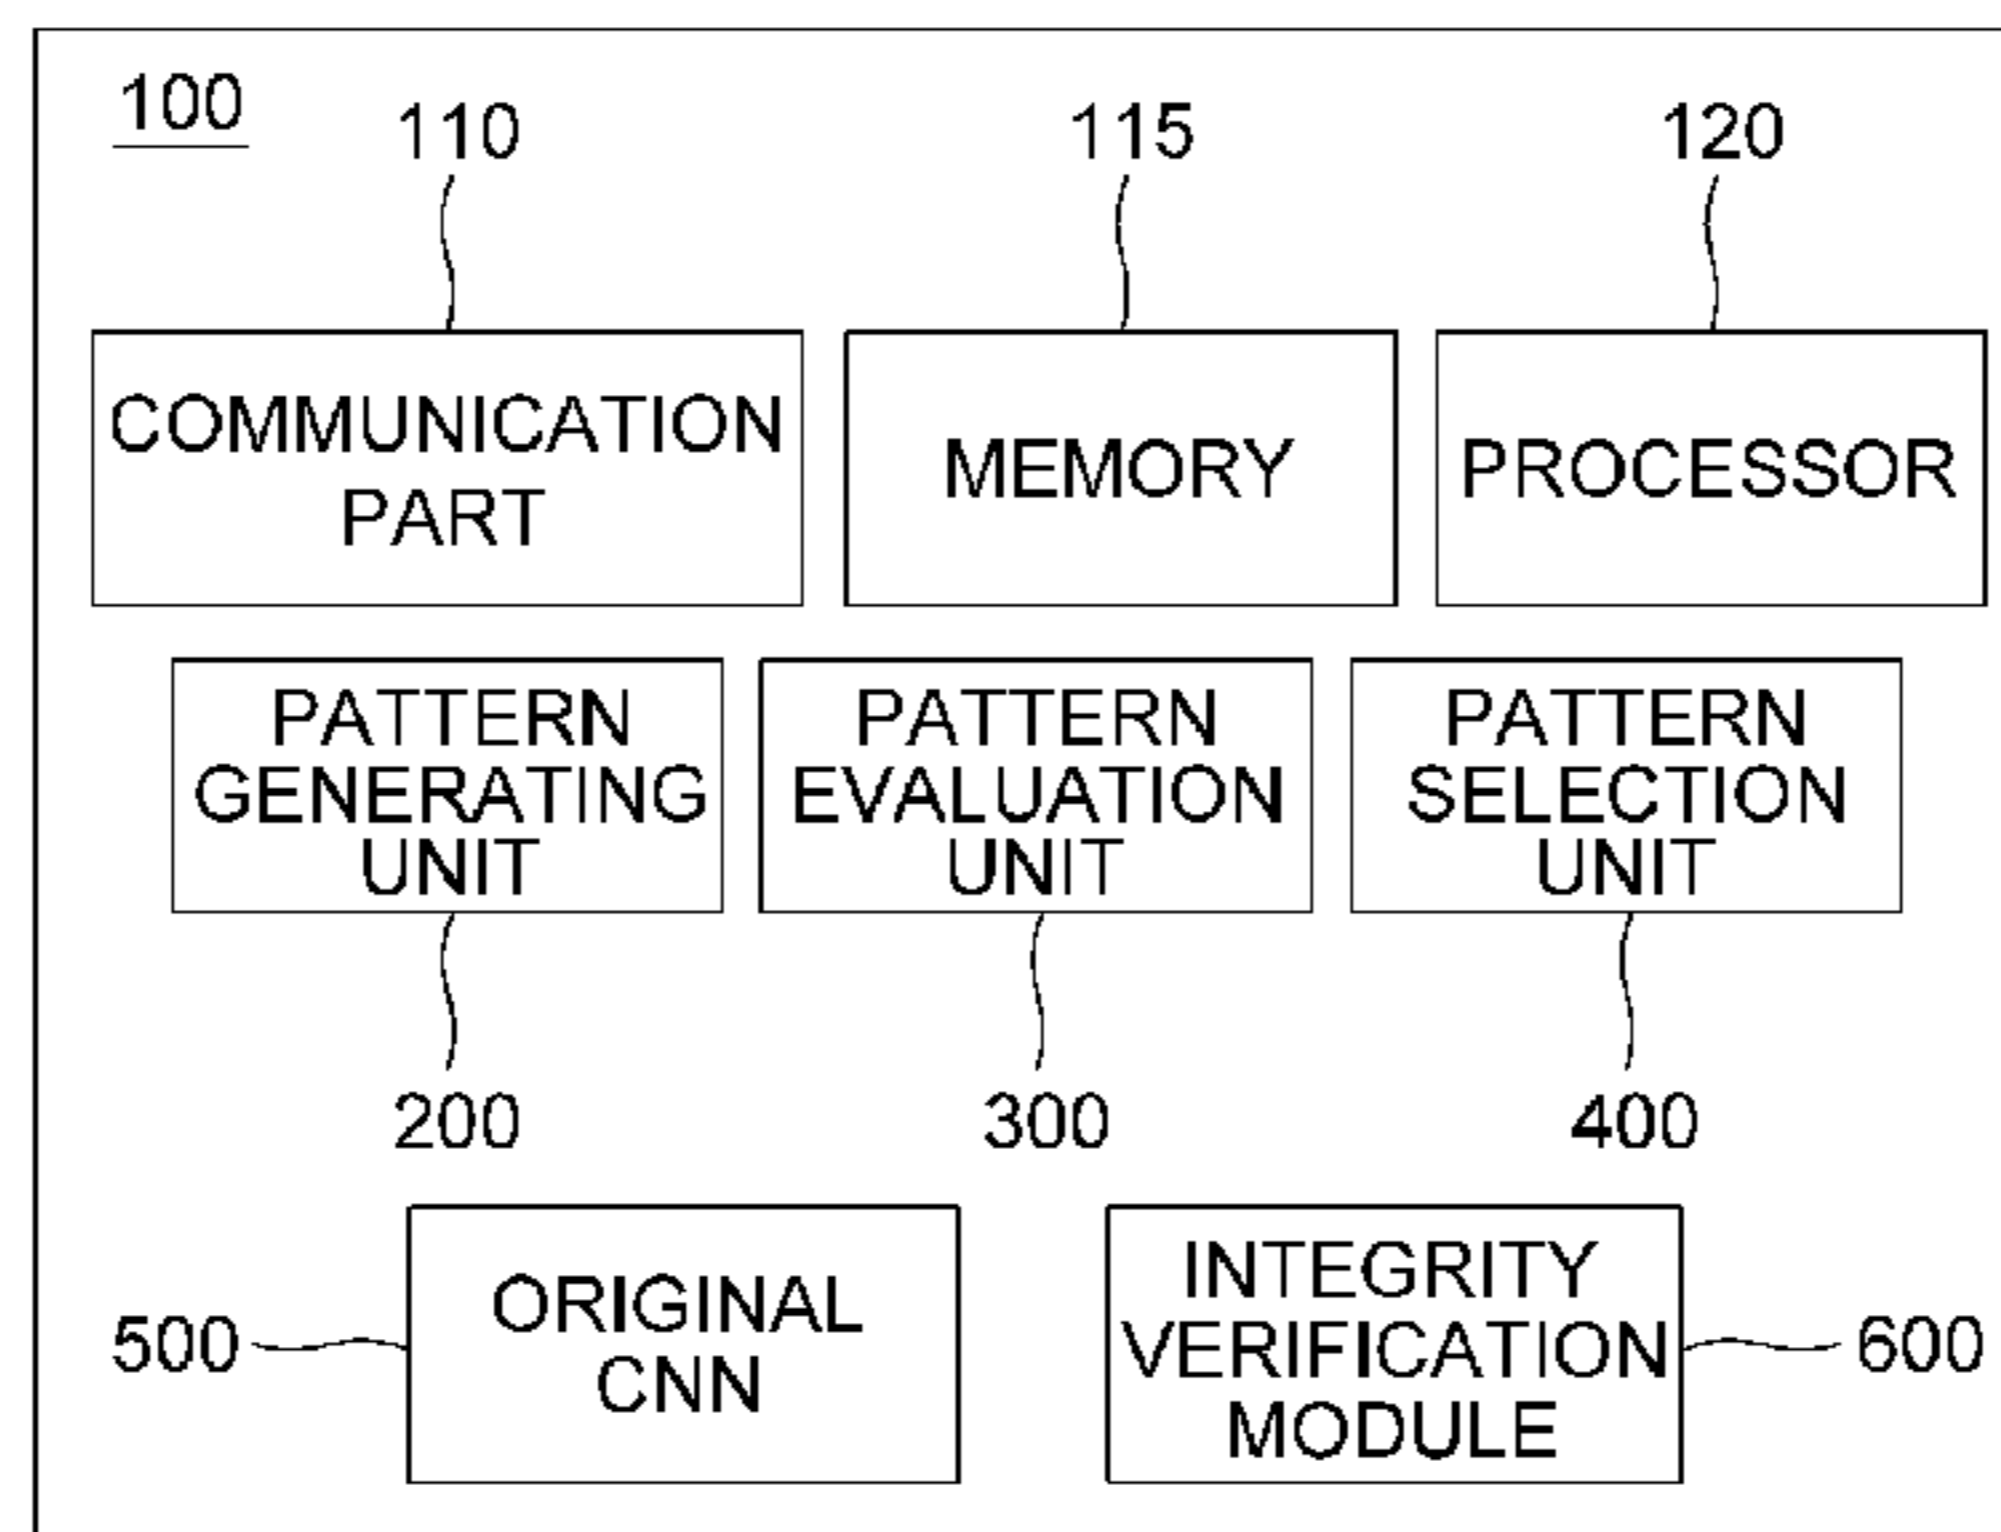 100
110
115
120
COMMUNICATION
PART
MEMORY
PROCESSOR
PATTERN
GENERATING
UNIT
PATTERN
EVALUATION
UNIT
PATTERN
SELECTION
UNIT
200
300
400
500
ORIGINAL
CNN
INTEGRITY
VERIFICATION
MODULE
600